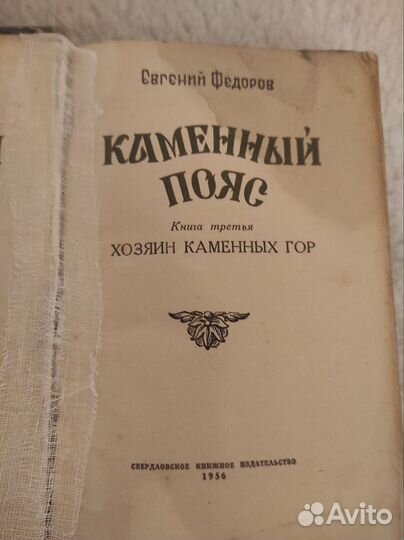 Евгений Федоров
КАМЕННЫЙ
ПОЯС
Книга третья
ХОЗЯИН КАМЕННЫХ ГОР
СВЕРДЛОВСКОЕ КНИЖНОЕ ИЗДАТЕЛЬСТВО
1956
Avito